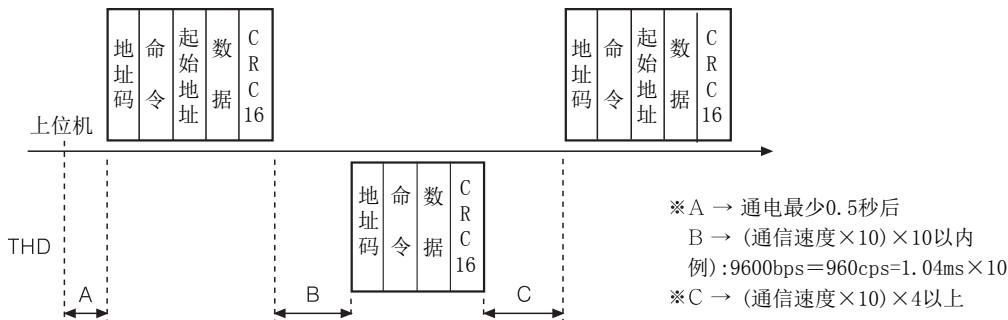 地址码 命令 起始地址 数据 CRC16
地址码 命令 起始地址 数据 CRC16
上位机
地址码 命令 数据 CRC16
THD
A
B
C
※A → 通电最少0.5秒后
B → (通信速度×10)×10以内
例):9600bps＝960cps=1.04ms×10
※C → (通信速度×10)×4以上